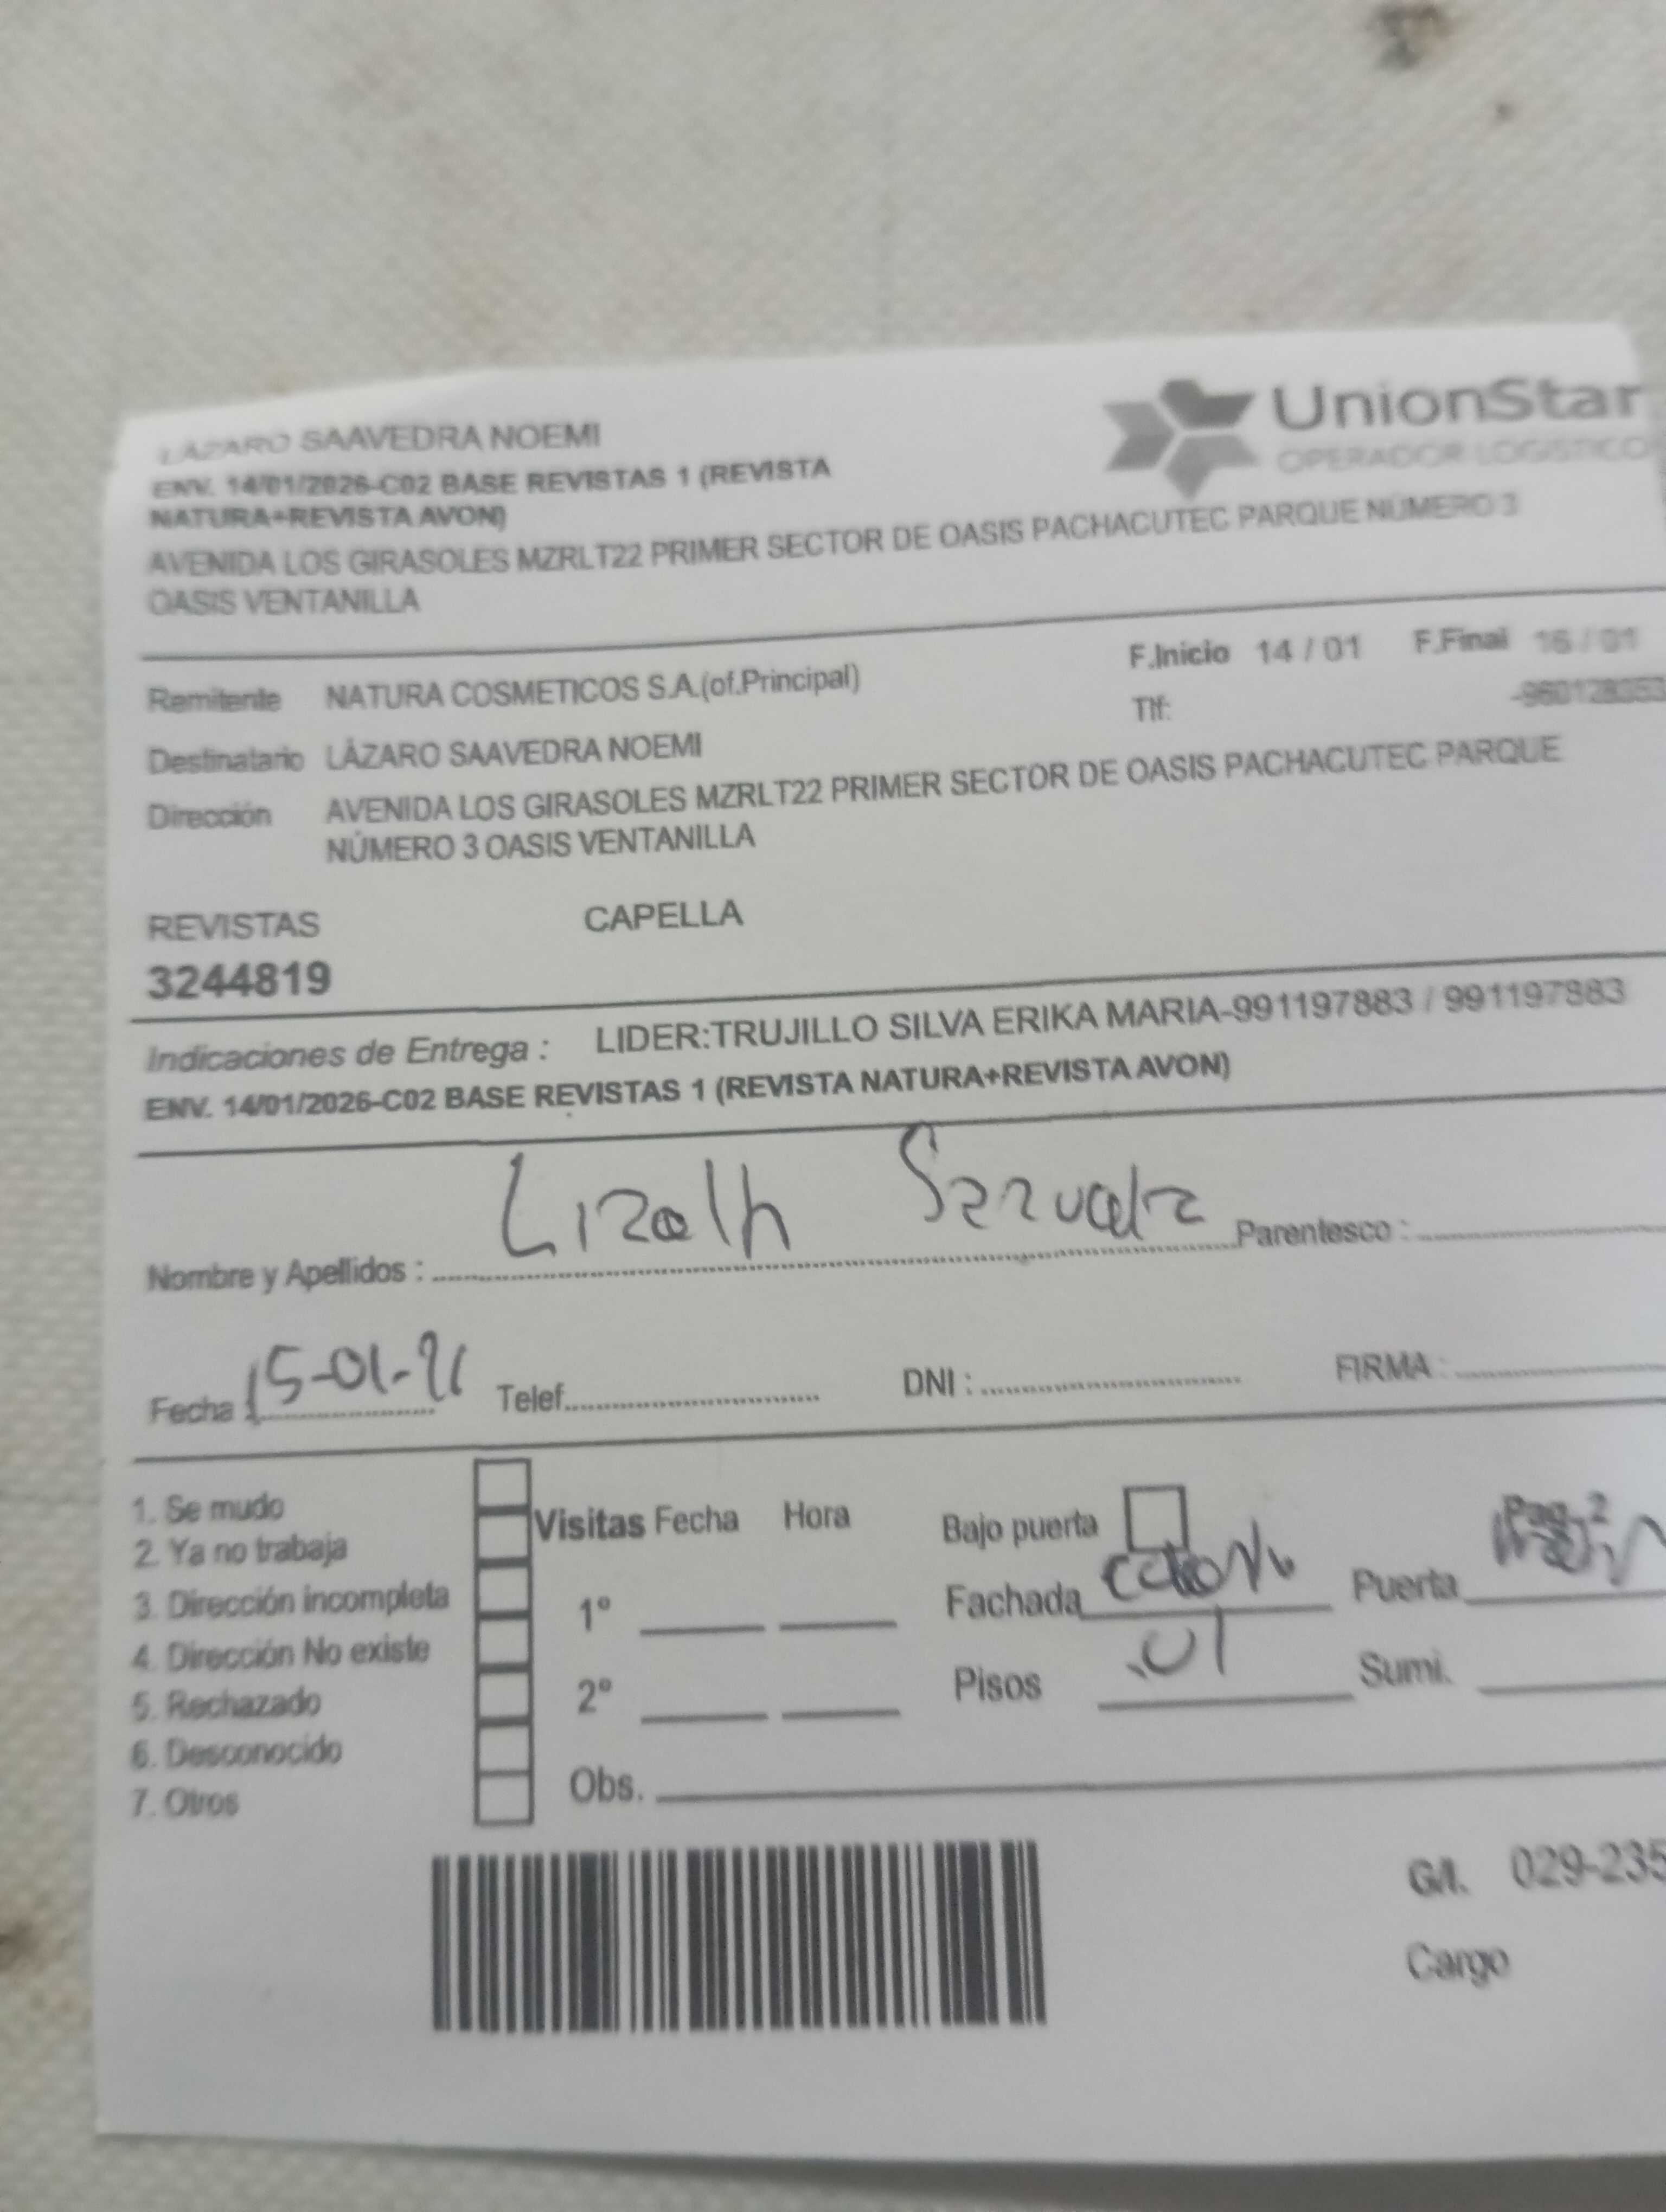 LÁZARO SAAVEDRA NOEMI
ENV. 14/01/2026-C02 BASE REVISTAS 1 (REVISTA
NATURA+REVISTA AVON)
AVENIDA LOS GIRASOLES MZRLT22 PRIMER SECTOR DE OASIS PACHACUTEC PARQUE NÚMERO 3
OASIS VENTANILLA
UnionStar
OPERADOR LOGISTICO
Remitente NATURA COSMETICOS S.A.(of.Principal)
F.Inicio 14 / 01 F.Final 16 / 01
Tlf:
Destinatario LÁZARO SAAVEDRA NOEMI
Dirección AVENIDA LOS GIRASOLES MZRLT22 PRIMER SECTOR DE OASIS PACHACUTEC PARQUE
NÚMERO 3 OASIS VENTANILLA
REVISTAS CAPELLA
3244819
Indicaciones de Entrega : LIDER:TRUJILLO SILVA ERIKA MARIA-991197883 / 991197883
ENV. 14/01/2026-C02 BASE REVISTAS 1 (REVISTA NATURA+REVISTA AVON)
Nombre y Apellidos : Parentesco :
Fecha : 15-01-26 Telef. DNI : FIRMA :
1. Se mudo
2. Ya no trabaja
3. Dirección incompleta
4. Dirección No existe
5. Rechazado
6. Desconocido
7. Otros
Visitas Fecha Hora
1°
2°
Obs.
Bajo puerta
Pag. 2
Fachada Puerta
Pisos 01 Sumi.
G/I. 029-235
Cargo